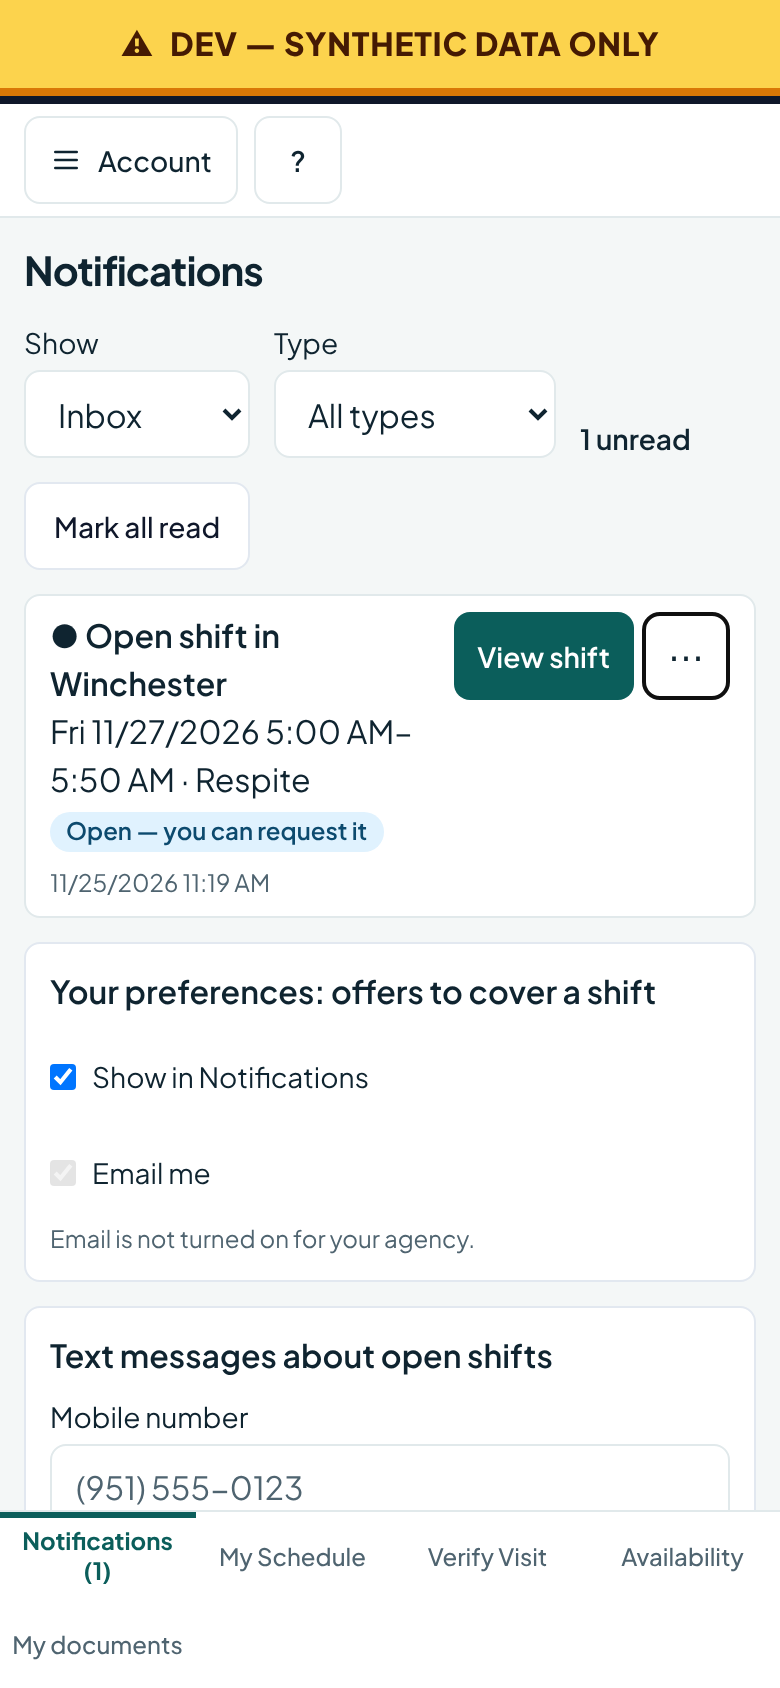 ⚠ DEV — SYNTHETIC DATA ONLY
☰ Account
?
Notifications
Show
Type
Inbox
All types
1 unread
Mark all read
● Open shift in
Winchester
Fri 11/27/2026 5:00 AM–
5:50 AM · Respite
Open — you can request it
11/25/2026 11:19 AM
View shift
···
Your preferences: offers to cover a shift
Show in Notifications
Email me
Email is not turned on for your agency.
Text messages about open shifts
Mobile number
(951) 555-0123
Notifications
(1)
My Schedule
Verify Visit
Availability
My documents